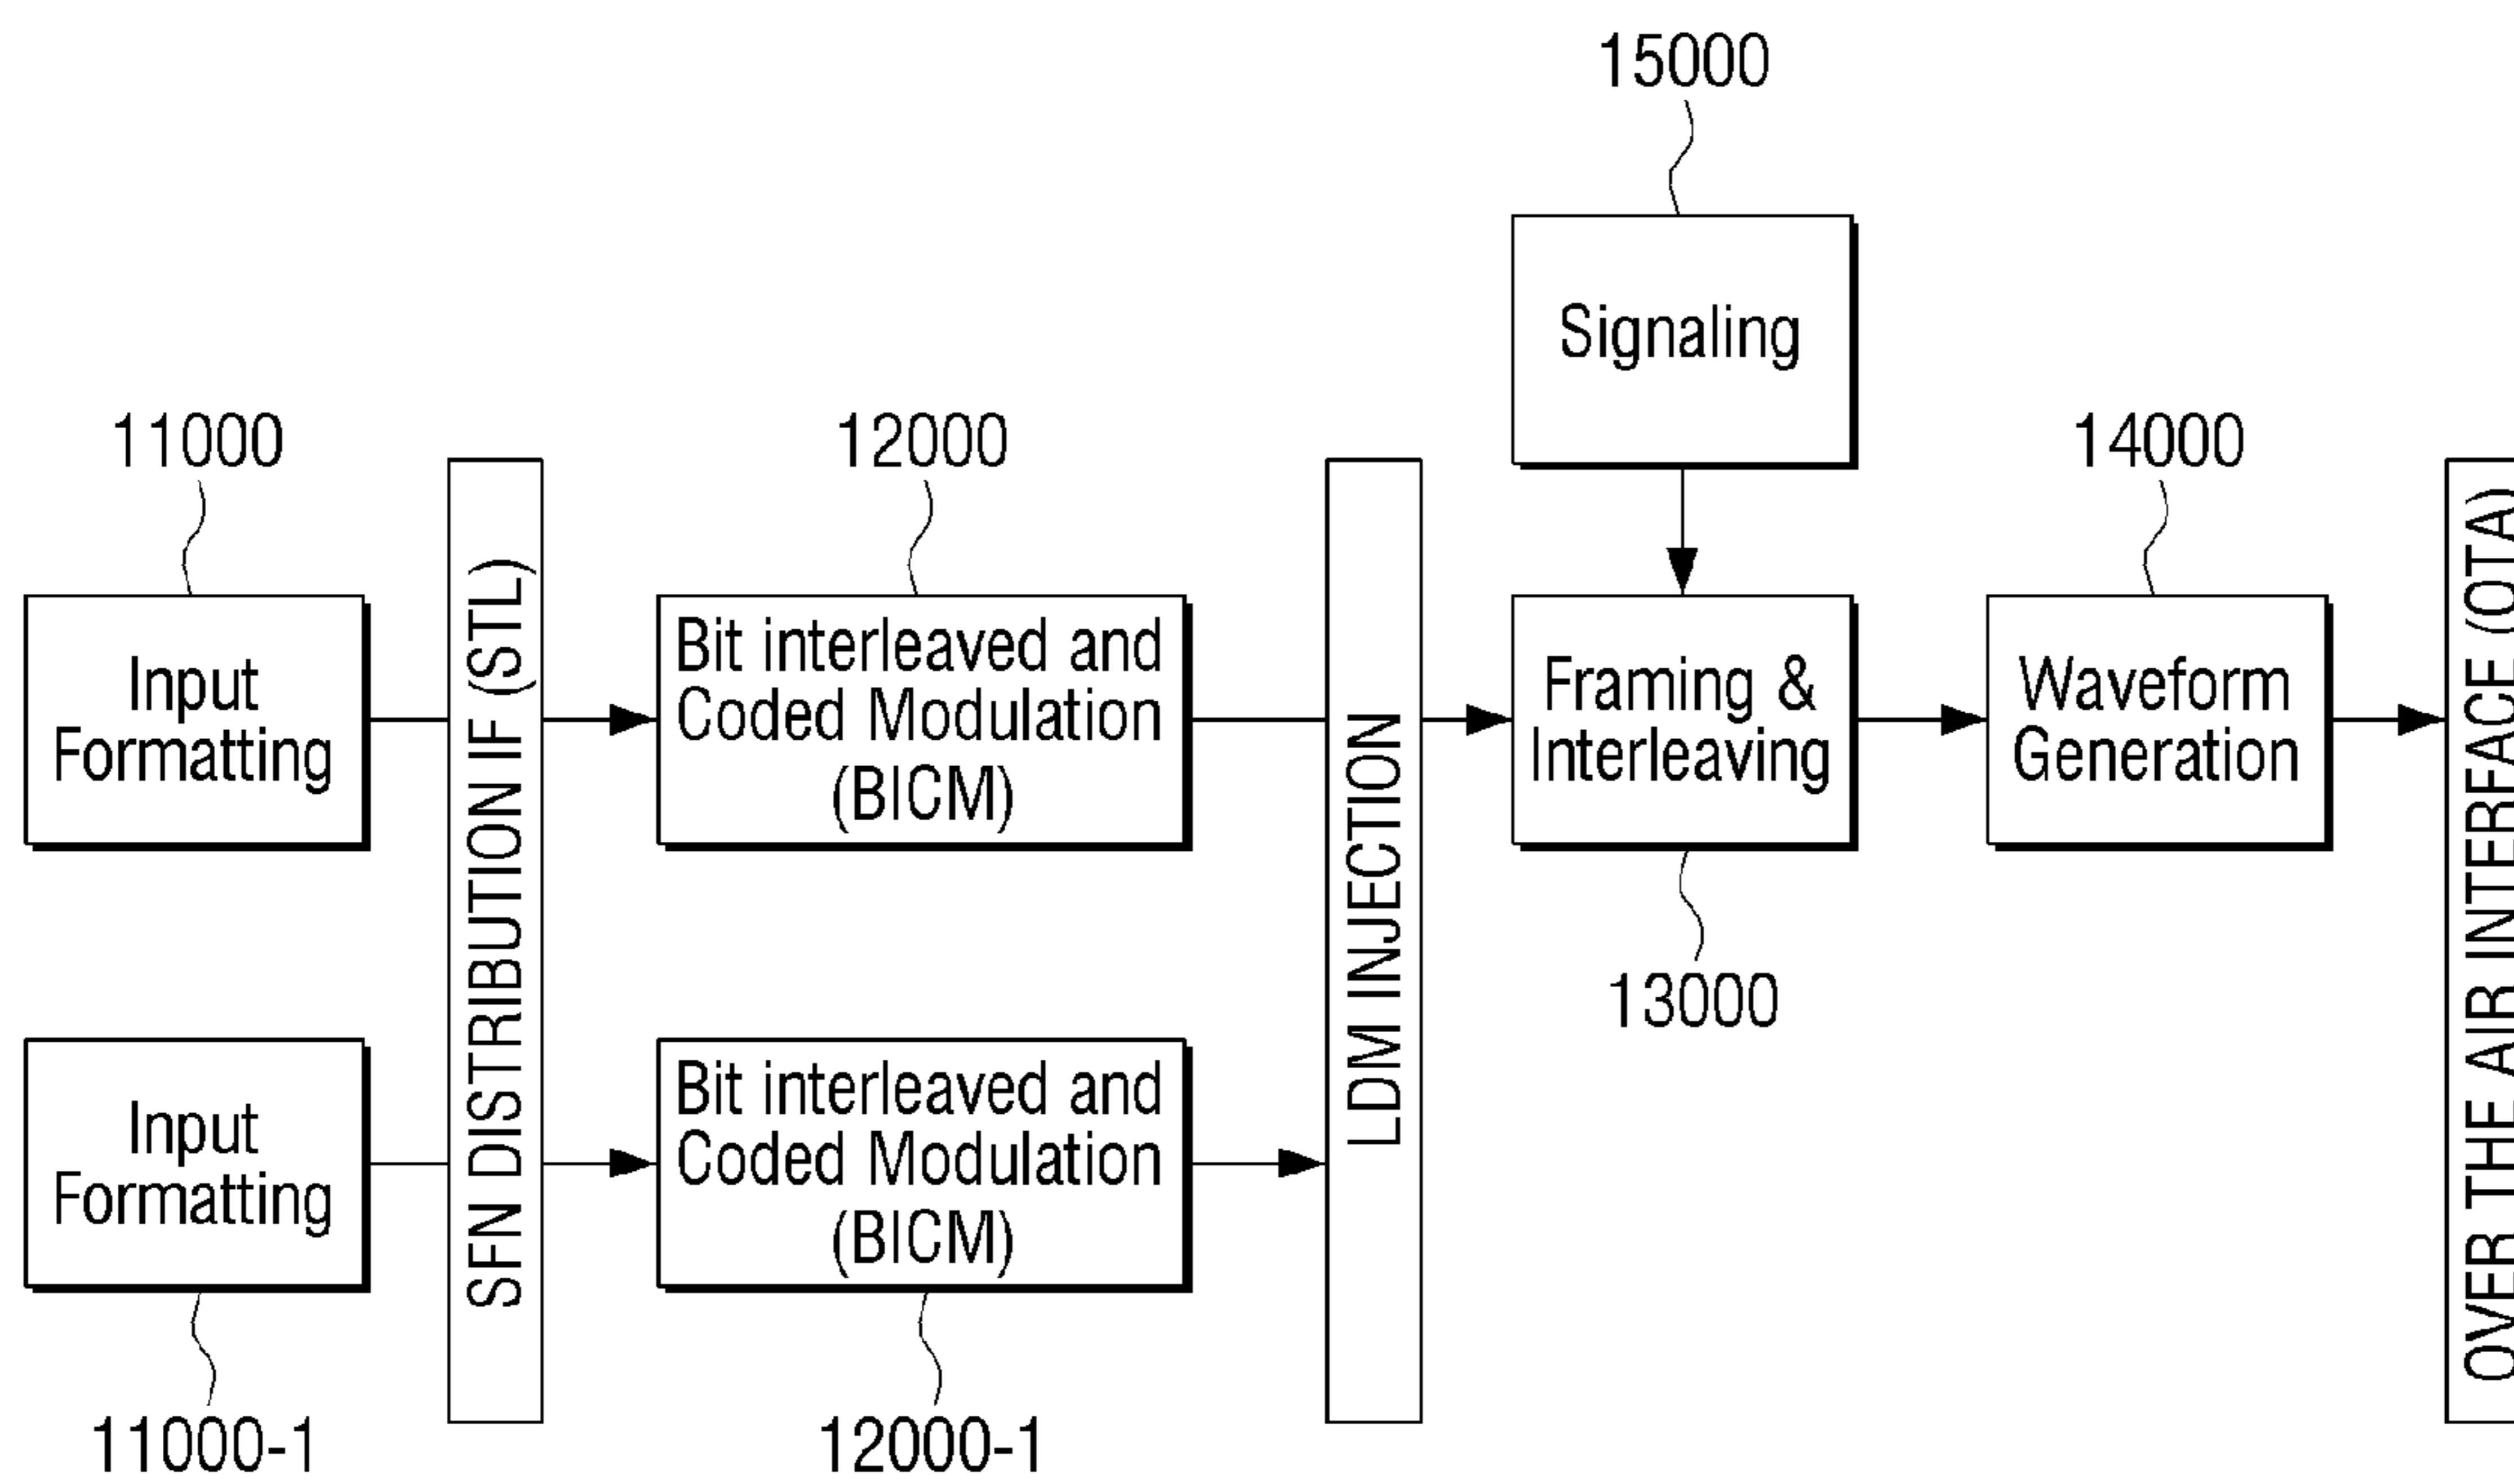 15000
Signaling
11000
12000
14000
Input
Formatting
SFN DISTRIBUTION IF (STL)
Bit interleaved and
Coded Modulation
(BICM)
LDM INJECTION
Framing &
Interleaving
Waveform
Generation
OVER THE AIR INTERFACE (OTA)
13000
Input
Formatting
Bit interleaved and
Coded Modulation
(BICM)
11000-1
12000-1